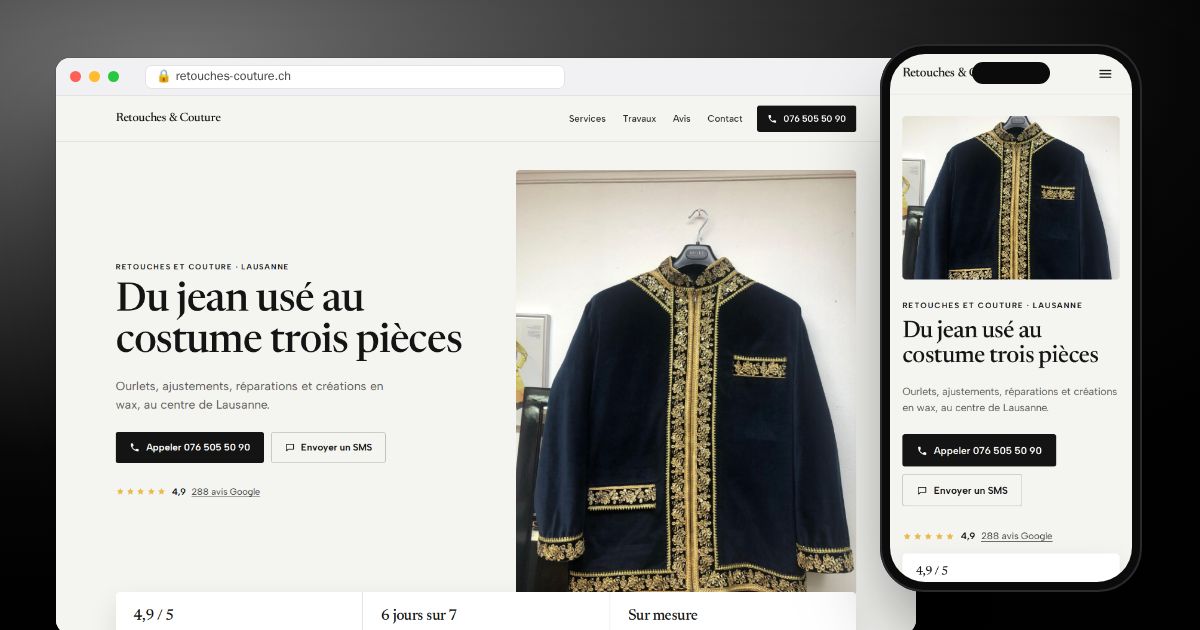 retouches-couture.ch
Retouches & Couture
Services
Travaux
Avis
Contact
076 505 50 90
RETOUCHES ET COUTURE · LAUSANNE
Du jean usé au
costume trois pièces
Ourlets, ajustements, réparations et créations en
wax, au centre de Lausanne.
Appeler 076 505 50 90
Envoyer un SMS
4,9 288 avis Google
4,9 / 5
6 jours sur 7
Sur mesure
Retouches &
RETOUCHES ET COUTURE · LAUSANNE
Du jean usé au
costume trois pièces
Ourlets, ajustements, réparations et créations
en wax, au centre de Lausanne.
Appeler 076 505 50 90
Envoyer un SMS
4,9 288 avis Google
4,9 / 5